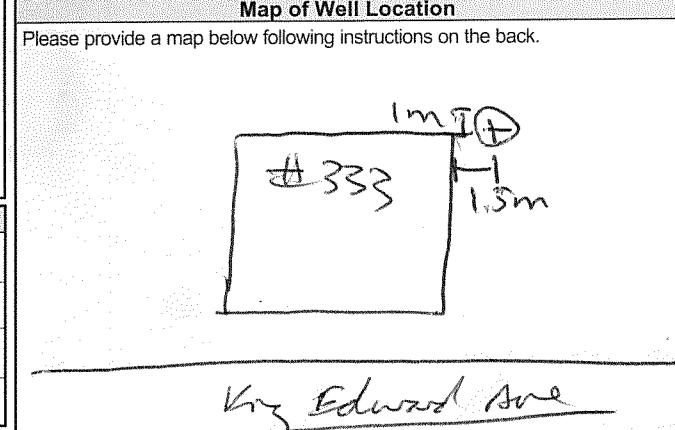 Map of Well Location
Please provide a map below following instructions on the back.
1m
#333
1.5m
King Edward Ave